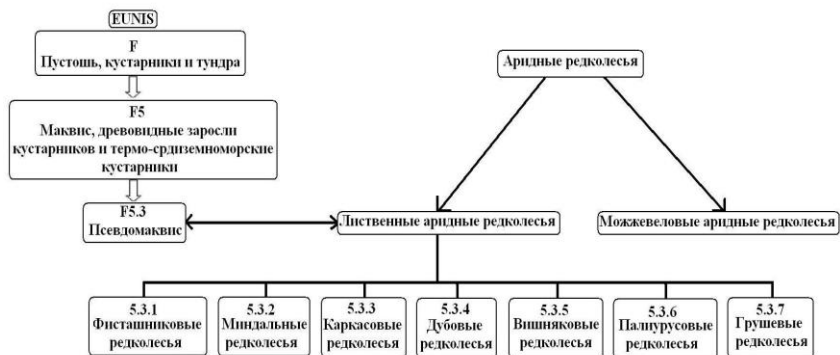 EUNIS
F
Пустошь, кустарники и тундра
F5
Маквис, древовидные заросли
кустарников и термо-срдиземноморские
кустарники
F5.3
Псевдомаквис
Аридные редколесья
Лиственные аридные редколесья
Можжевеловые аридные редколесья
5.3.1
Фисташниковые
редколесья
5.3.2
Миндальные
редколесья
5.3.3
Каркасовые
редколесья
5.3.4
Дубовые
редколесья
5.3.5
Вишняковые
редколесья
5.3.6
Палиурусовые
редколесья
5.3.7
Грушевые
редколесья